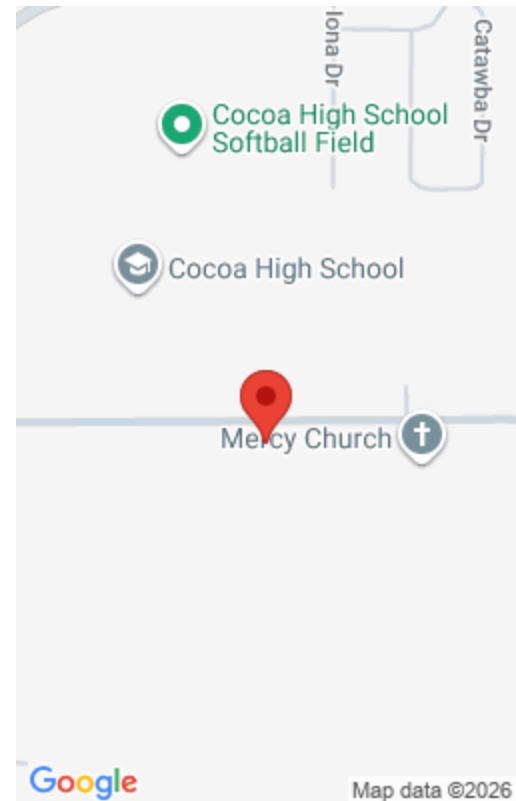 Iona Dr
Catawba Dr
Cocoa High School
Softball Field
Cocoa High School
Mercy Church
Google
Map data ©2026